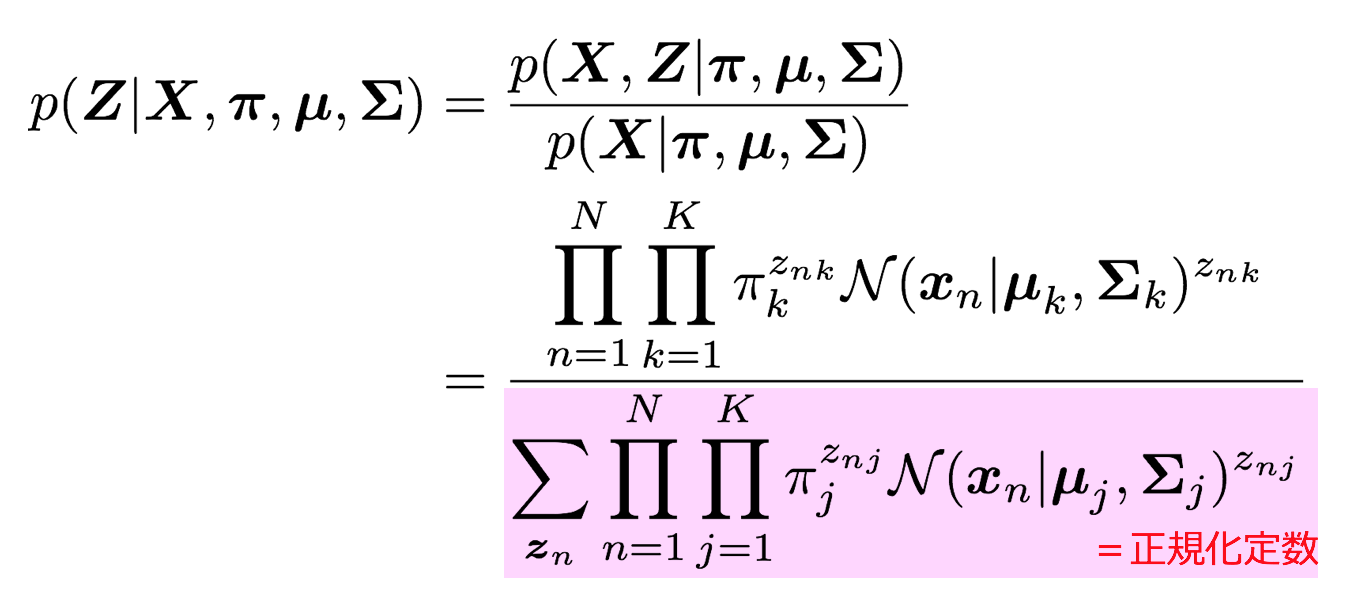 p(Z|X, π, μ, Σ) = p(X, Z|π, μ, Σ) / p(X|π, μ, Σ)
= ∏_{n=1}^{N} ∏_{k=1}^{K} π_k^{z_{nk}} 𝒩(x_n|μ_k, Σ_k)^{z_{nk}} / ∑_{z_n} ∏_{n=1}^{N} ∏_{j=1}^{K} π_j^{z_{nj}} 𝒩(x_n|μ_j, Σ_j)^{z_{nj}}
=正規化定数